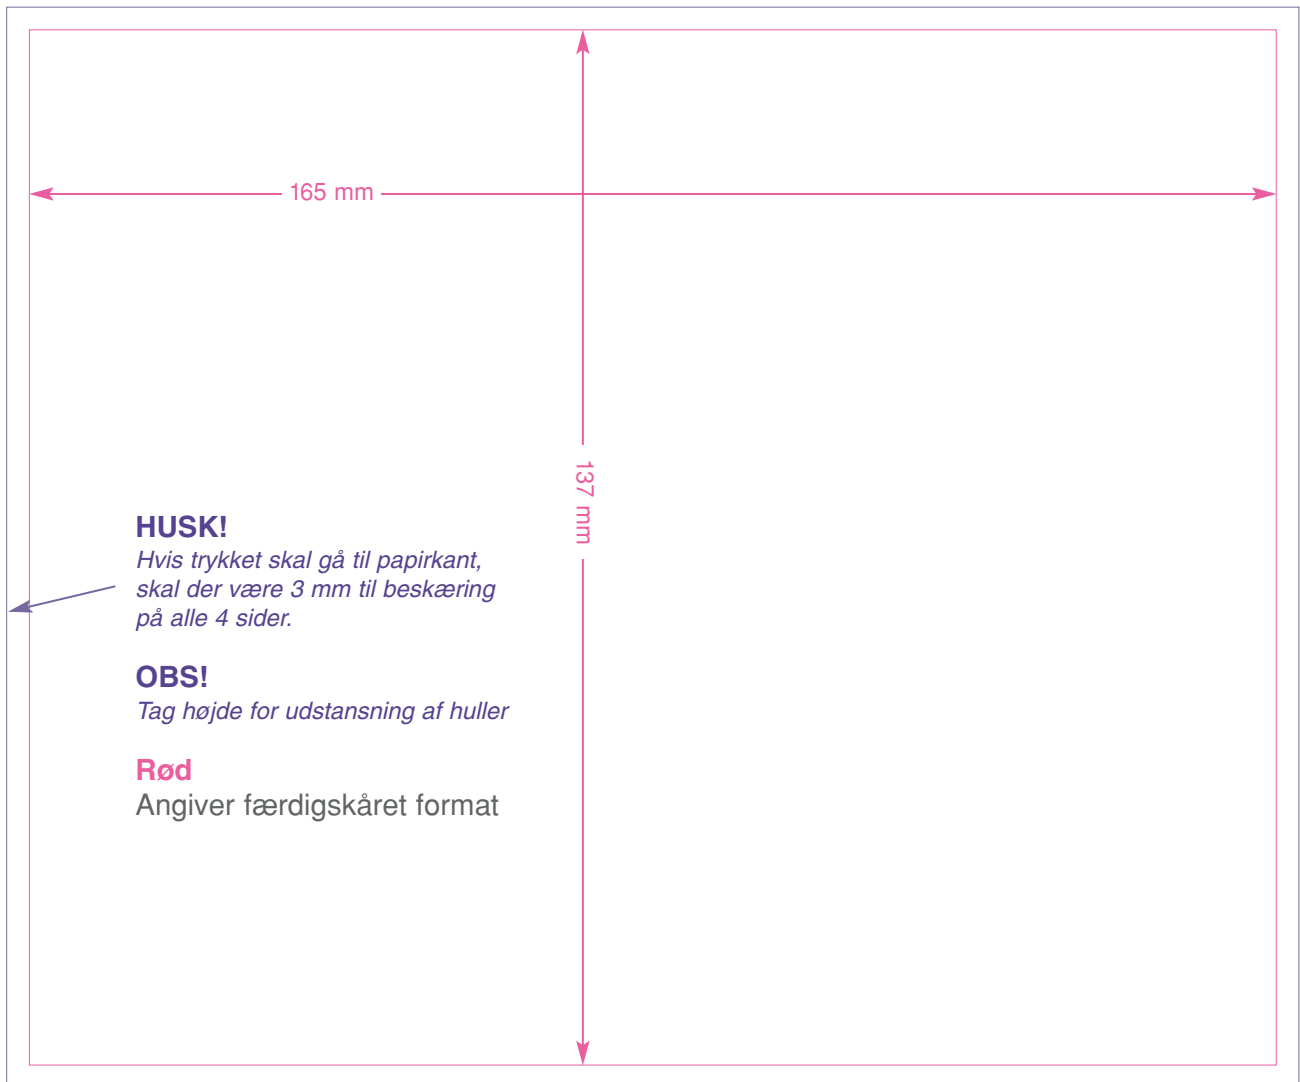 165 mm
137 mm
HUSK!
Hvis trykket skal gå til papirkant,
skal der være 3 mm til beskæring
på alle 4 sider.
OBS!
Tag højde for udstansning af huller
Rød
Angiver færdigskåret format